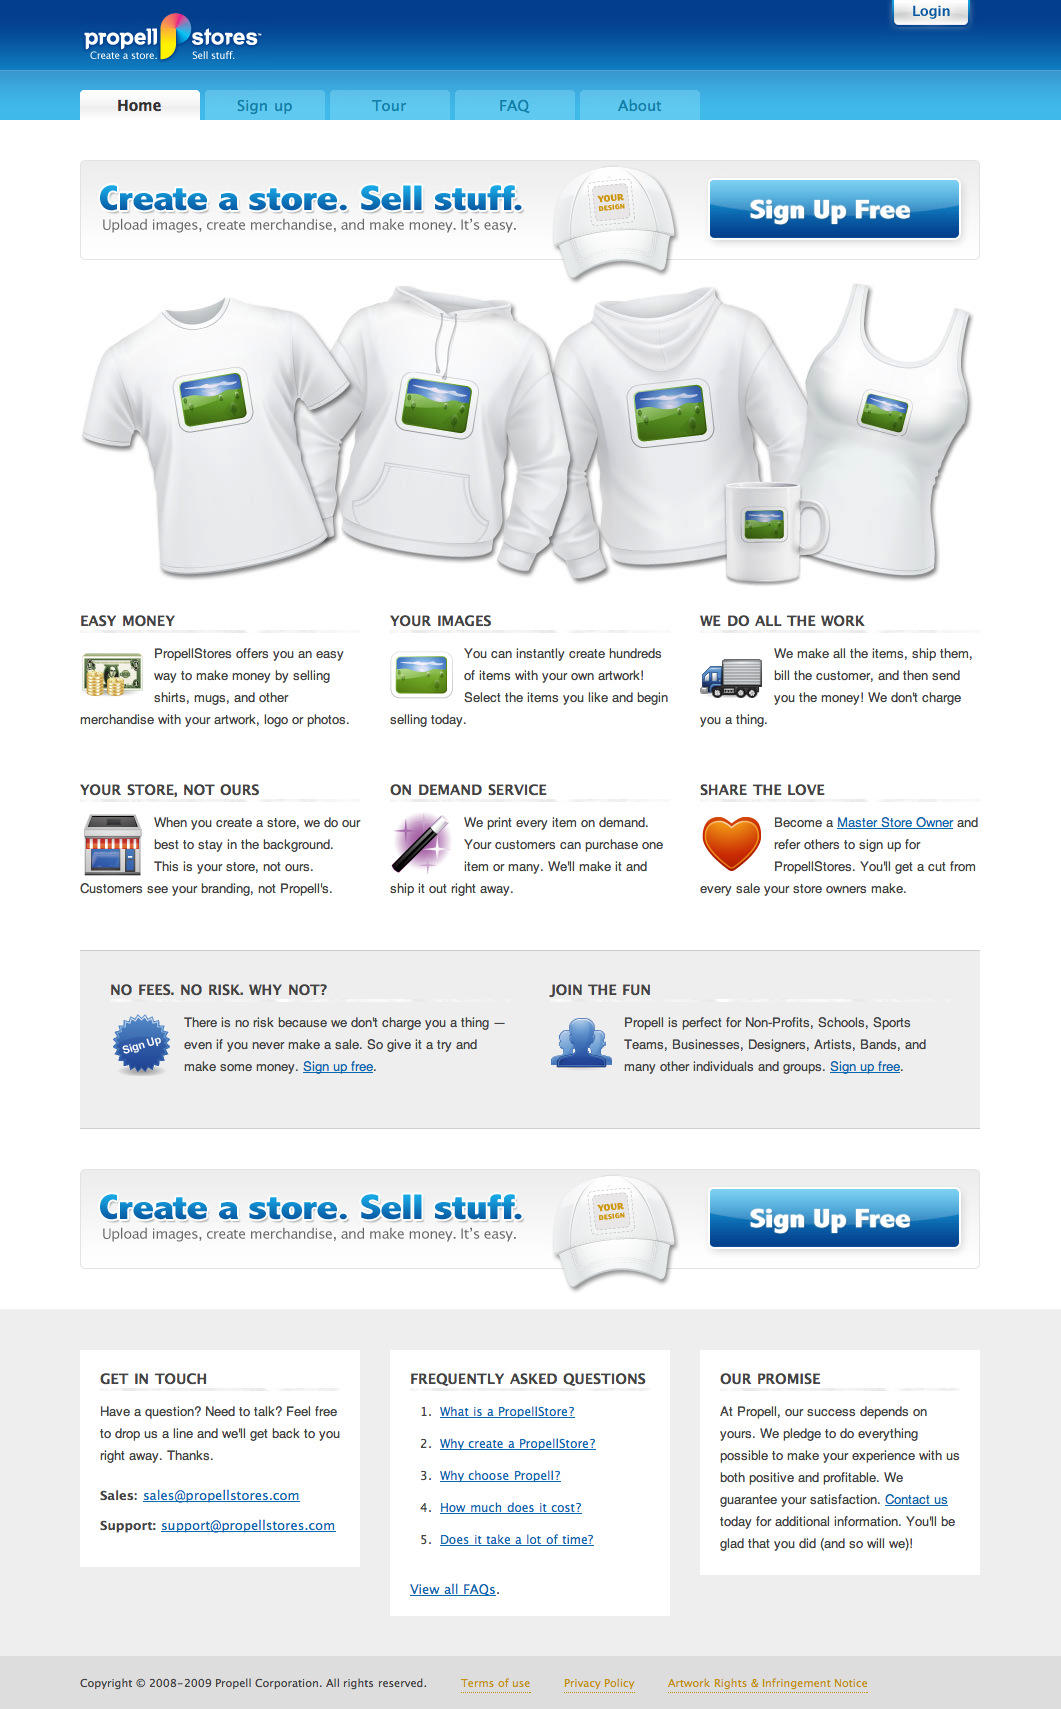 Login
propell stores™
Create a store. Sell stuff.
Home
Sign up
Tour
FAQ
About
Create a store. Sell stuff.
Upload images, create merchandise, and make money. It's easy.
YOUR
DESIGN
Sign Up Free
EASY MONEY
PropellStores offers you an easy
way to make money by selling
shirts, mugs, and other
merchandise with your artwork, logo or photos.
YOUR IMAGES
You can instantly create hundreds
of items with your own artwork!
Select the items you like and begin
selling today.
WE DO ALL THE WORK
We make all the items, ship them,
bill the customer, and then send
you the money! We don't charge
you a thing.
YOUR STORE, NOT OURS
When you create a store, we do our
best to stay in the background.
This is your store, not ours.
Customers see your branding, not Propell's.
ON DEMAND SERVICE
We print every item on demand.
Your customers can purchase one
item or many. We'll make it and
ship it out right away.
SHARE THE LOVE
Become a Master Store Owner and
refer others to sign up for
PropellStores. You'll get a cut from
every sale your store owners make.
NO FEES. NO RISK. WHY NOT?
Sign Up
There is no risk because we don't charge you a thing —
even if you never make a sale. So give it a try and
make some money. Sign up free.
JOIN THE FUN
Propell is perfect for Non-Profits, Schools, Sports
Teams, Businesses, Designers, Artists, Bands, and
many other individuals and groups. Sign up free.
Create a store. Sell stuff.
Upload images, create merchandise, and make money. It's easy.
YOUR
DESIGN
Sign Up Free
GET IN TOUCH
Have a question? Need to talk? Feel free
to drop us a line and we'll get back to you
right away. Thanks.
Sales: sales@propellstores.com
Support: support@propellstores.com
FREQUENTLY ASKED QUESTIONS
1. What is a PropellStore?
2. Why create a PropellStore?
3. Why choose Propell?
4. How much does it cost?
5. Does it take a lot of time?
View all FAQs.
OUR PROMISE
At Propell, our success depends on
yours. We pledge to do everything
possible to make your experience with us
both positive and profitable. We
guarantee your satisfaction. Contact us
today for additional information. You'll be
glad that you did (and so will we)!
Copyright © 2008-2009 Propell Corporation. All rights reserved.
Terms of use
Privacy Policy
Artwork Rights & Infringement Notice